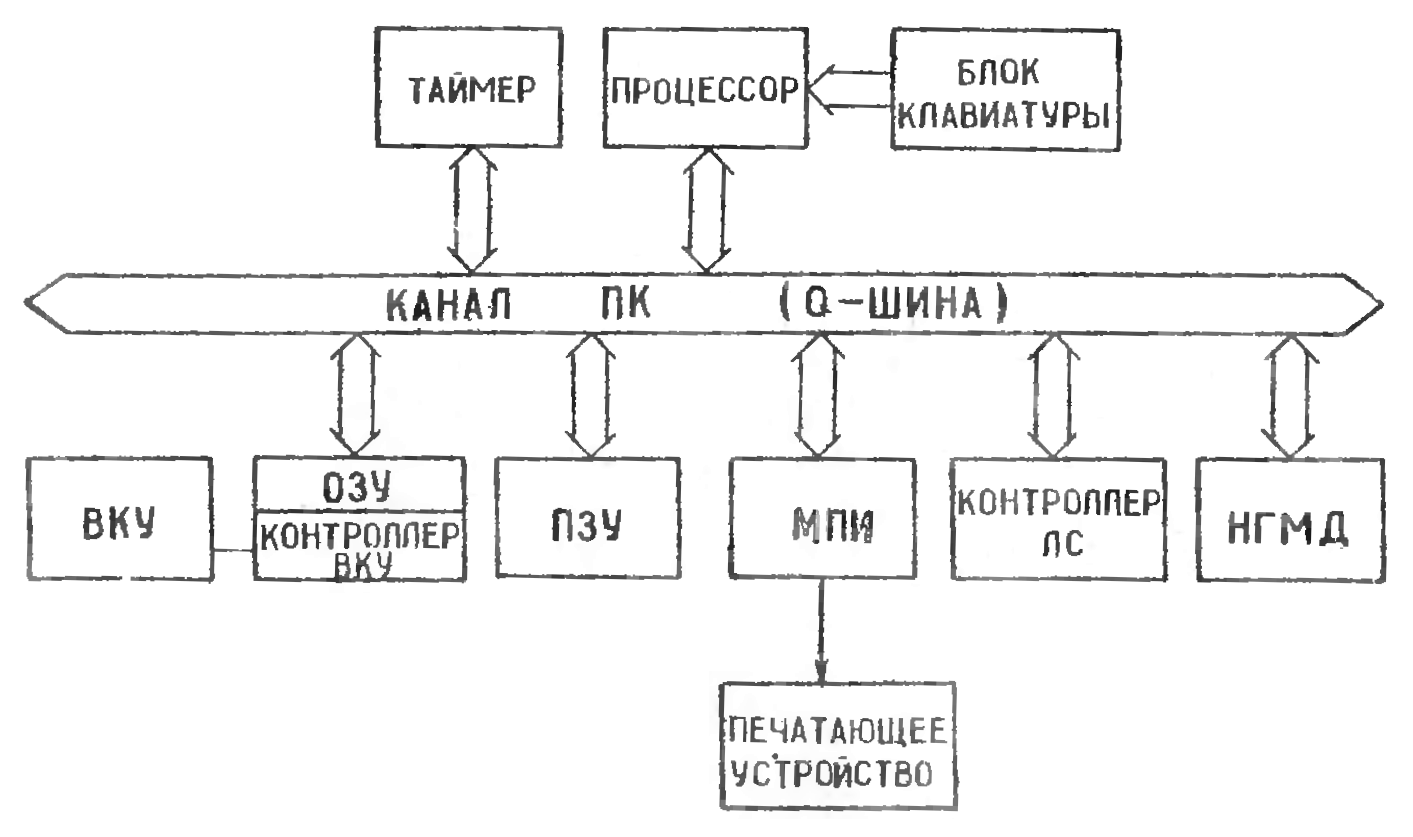 ТАЙМЕР
ПРОЦЕССОР
БЛОК
КЛАВИАТУРЫ
КАНАЛ ПК (Q-ШИНА)
ВКУ
ОЗУ
КОНТРОЛЛЕР
ВКУ
ПЗУ
МПИ
КОНТРОЛЛЕР
ЛС
НГМД
ПЕЧАТАЮЩЕЕ
УСТРОЙСТВО